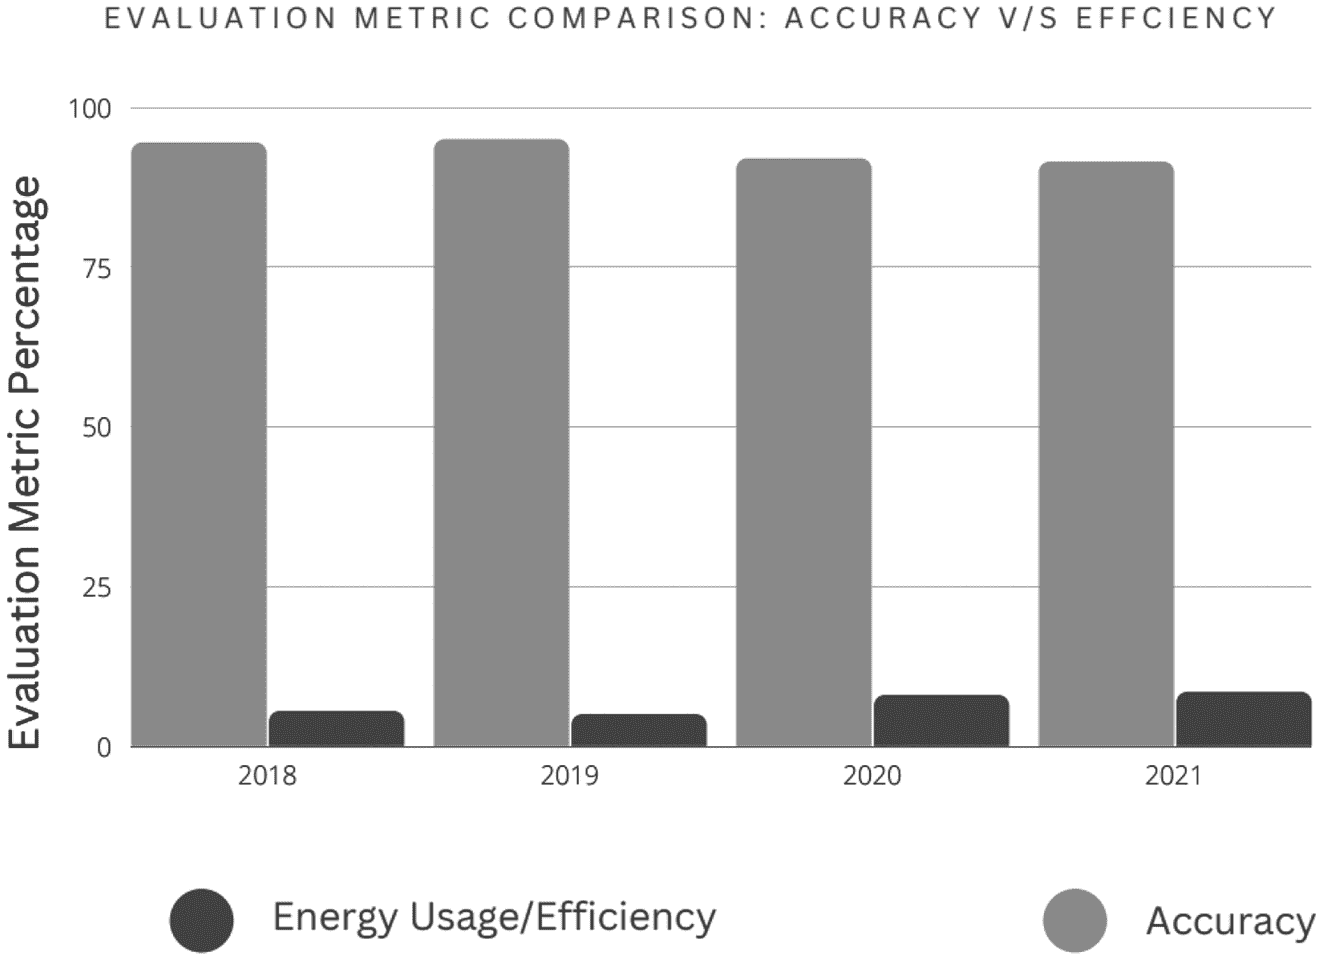 EVALUATION METRIC COMPARISON: ACCURACY V/S EFFCIENCY
Evaluation Metric Percentage
100
75
50
25
0
2018 2019 2020 2021
Energy Usage/Efficiency Accuracy